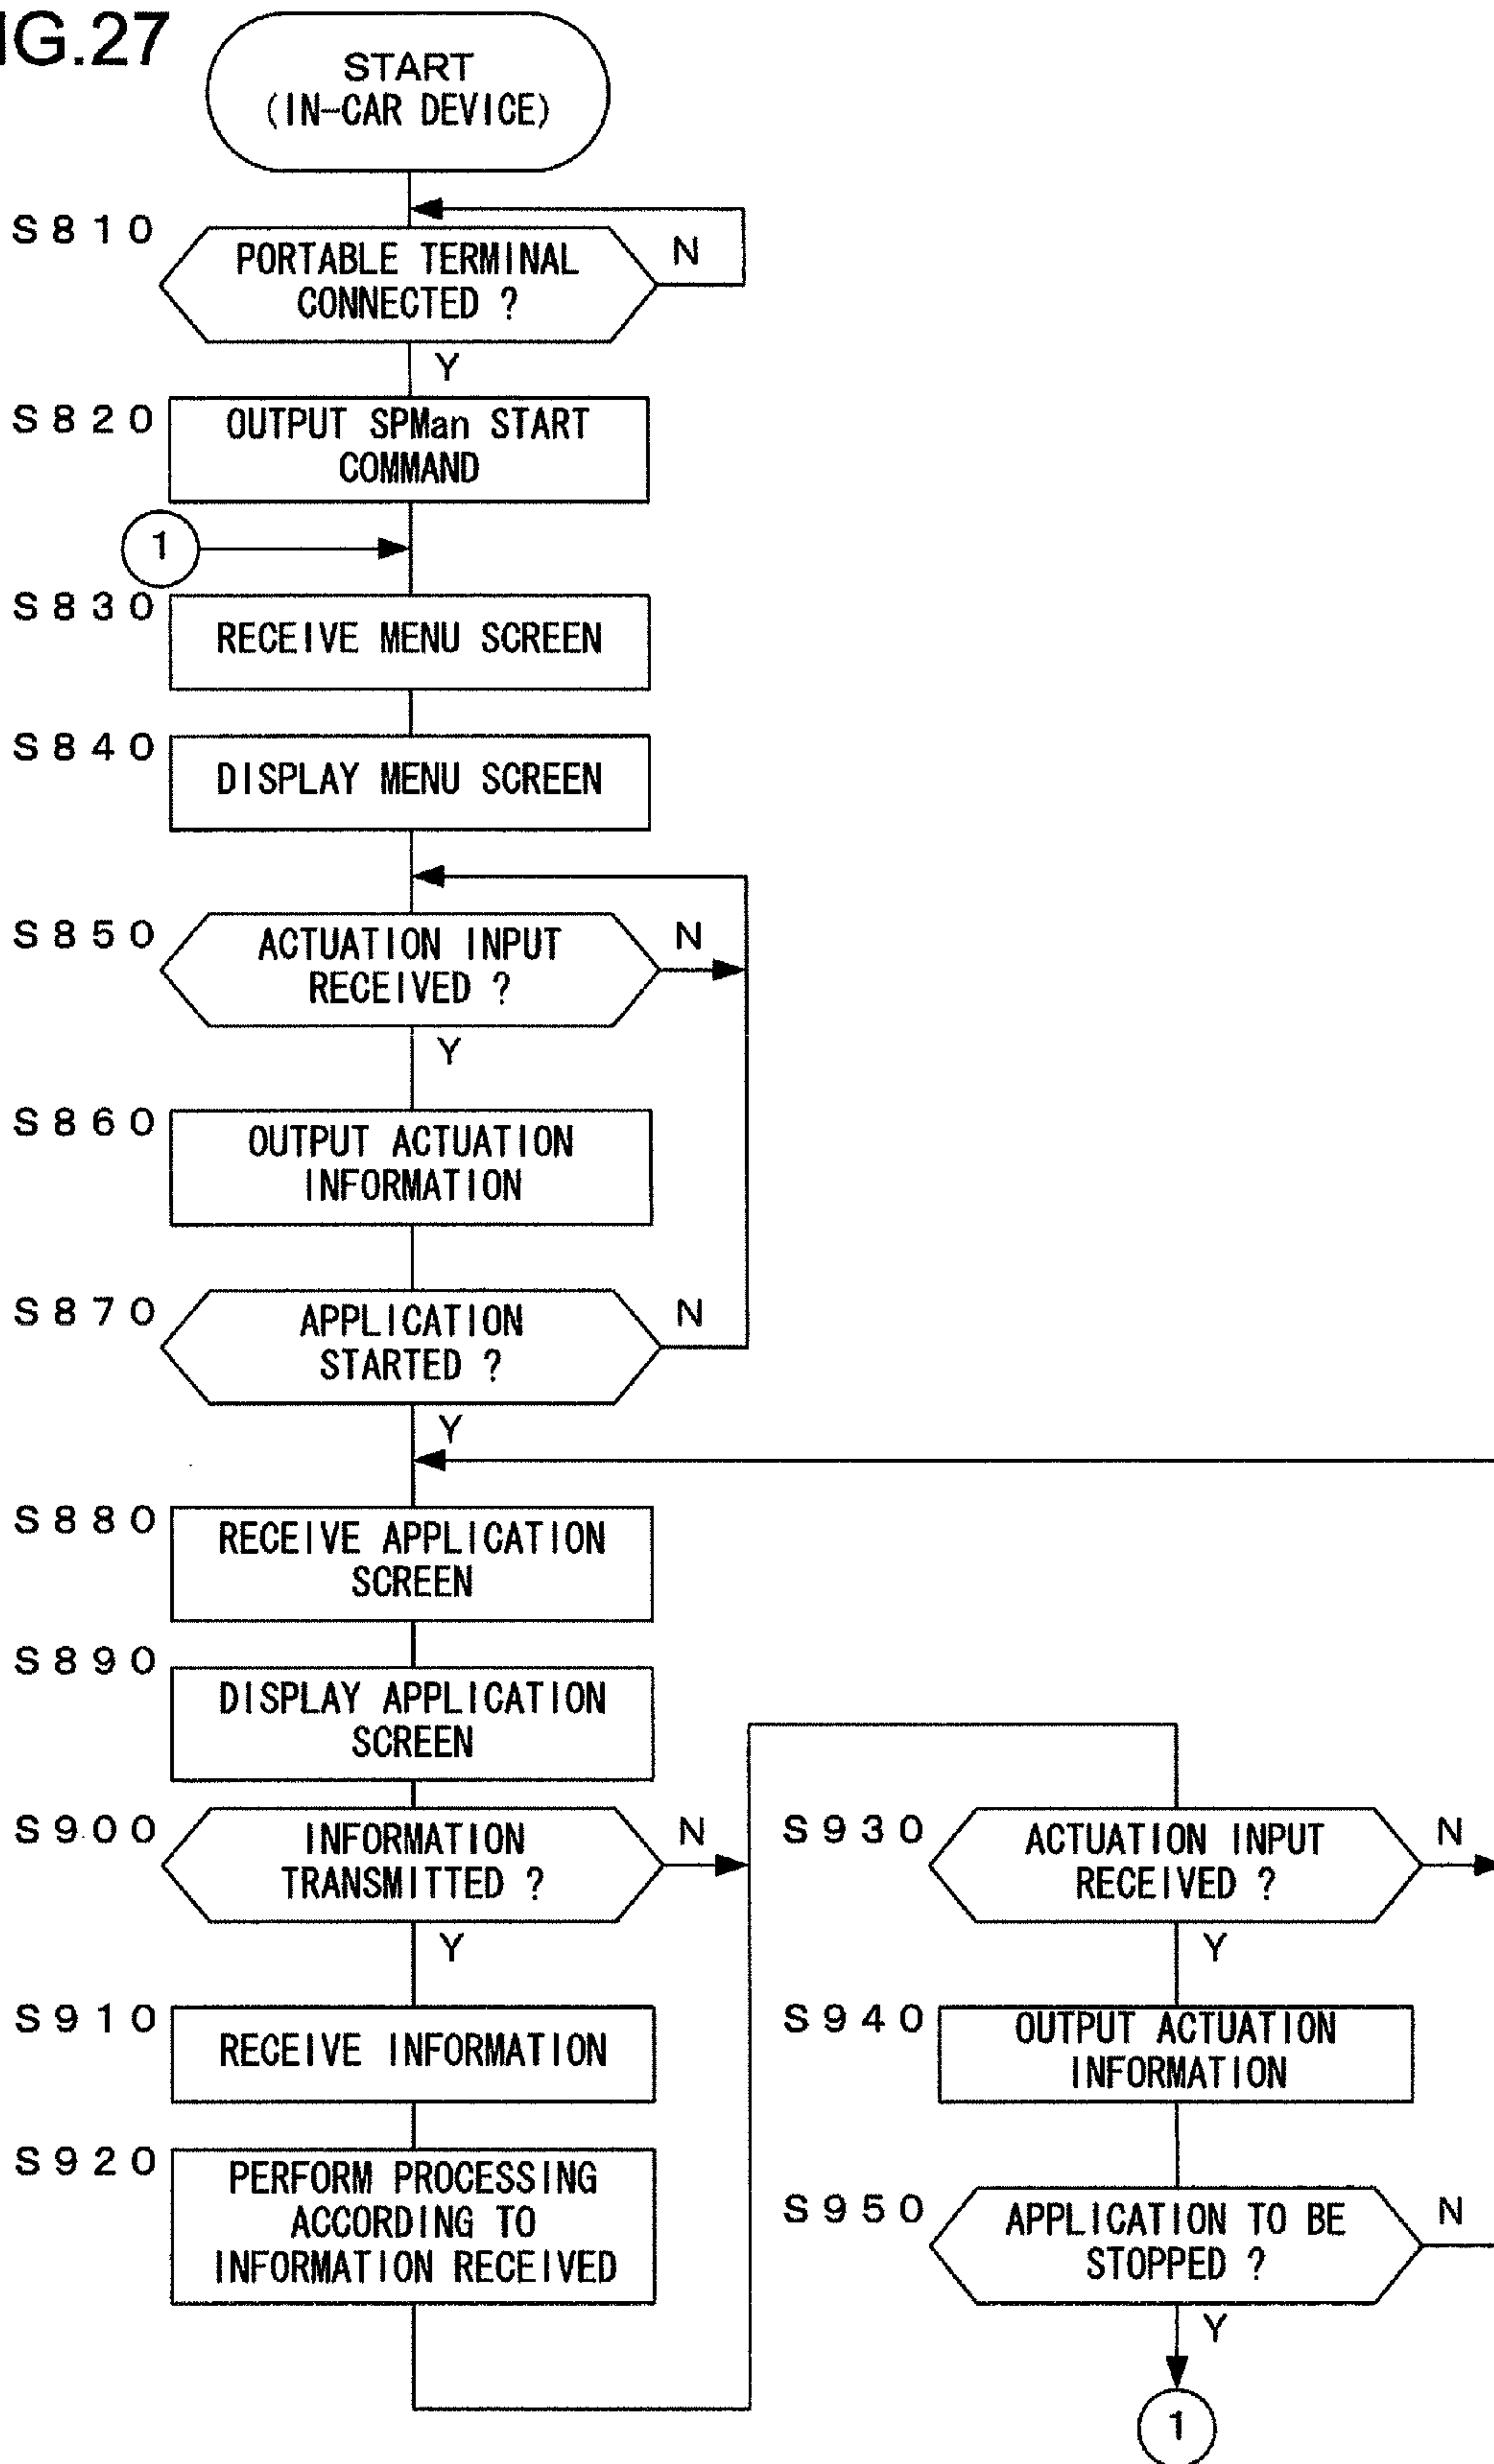 IG.27
START
(IN-CAR DEVICE)
S810
PORTABLE TERMINAL
CONNECTED ?
N
Y
S820
OUTPUT SPMan START
COMMAND
1
S830
RECEIVE MENU SCREEN
S840
DISPLAY MENU SCREEN
S850
ACTUATION INPUT
RECEIVED ?
N
Y
S860
OUTPUT ACTUATION
INFORMATION
S870
APPLICATION
STARTED ?
N
Y
S880
RECEIVE APPLICATION
SCREEN
S890
DISPLAY APPLICATION
SCREEN
S900
INFORMATION
TRANSMITTED ?
N
Y
S910
RECEIVE INFORMATION
S920
PERFORM PROCESSING
ACCORDING TO
INFORMATION RECEIVED
S930
ACTUATION INPUT
RECEIVED ?
N
Y
S940
OUTPUT ACTUATION
INFORMATION
S950
APPLICATION TO BE
STOPPED ?
N
Y
1